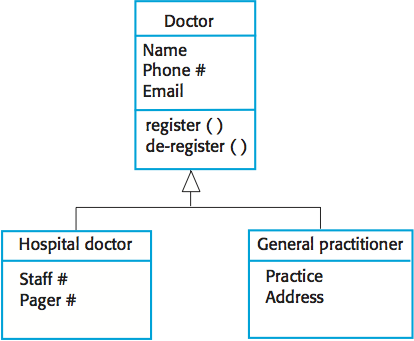 Doctor
Name
Phone #
Email
register ( )
de-register ( )
Hospital doctor
Staff #
Pager #
General practitioner
Practice
Address